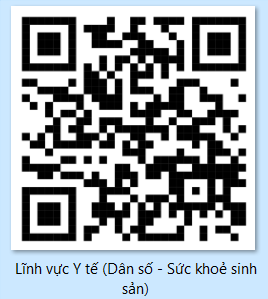 Lĩnh vực Y tế (Dân số - Sức khoẻ sinh
sản)